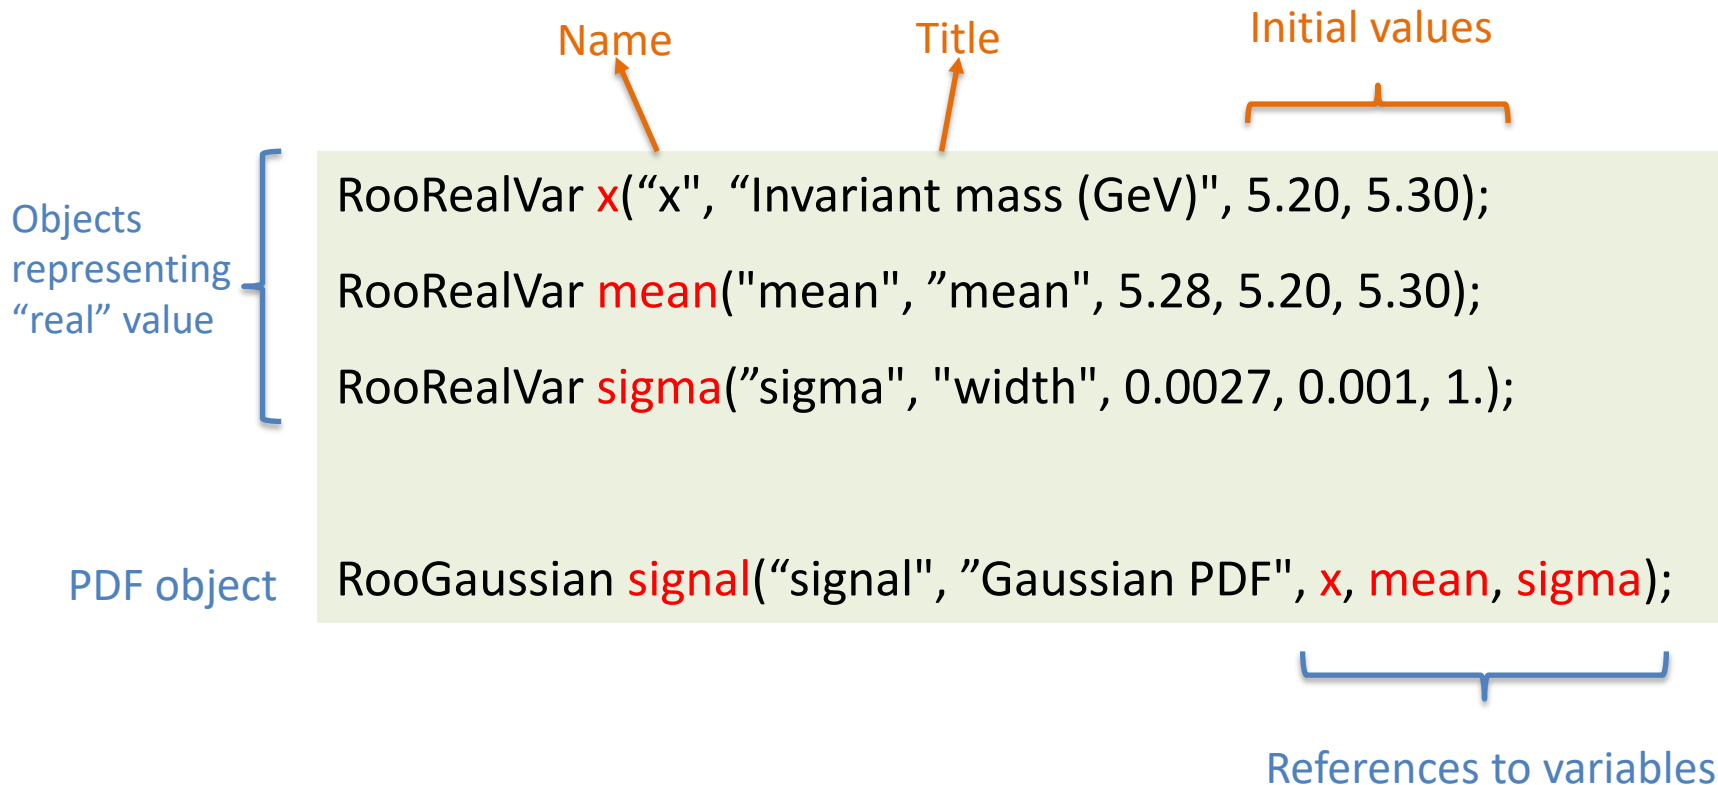 Name
Title
Initial values
Objects
representing
“real” value
RooRealVar x(“x", “Invariant mass (GeV)", 5.20, 5.30);
RooRealVar mean("mean", ”mean", 5.28, 5.20, 5.30);
RooRealVar sigma(”sigma", "width", 0.0027, 0.001, 1.);
PDF object
RooGaussian signal(“signal", ”Gaussian PDF", x, mean, sigma);
References to variables